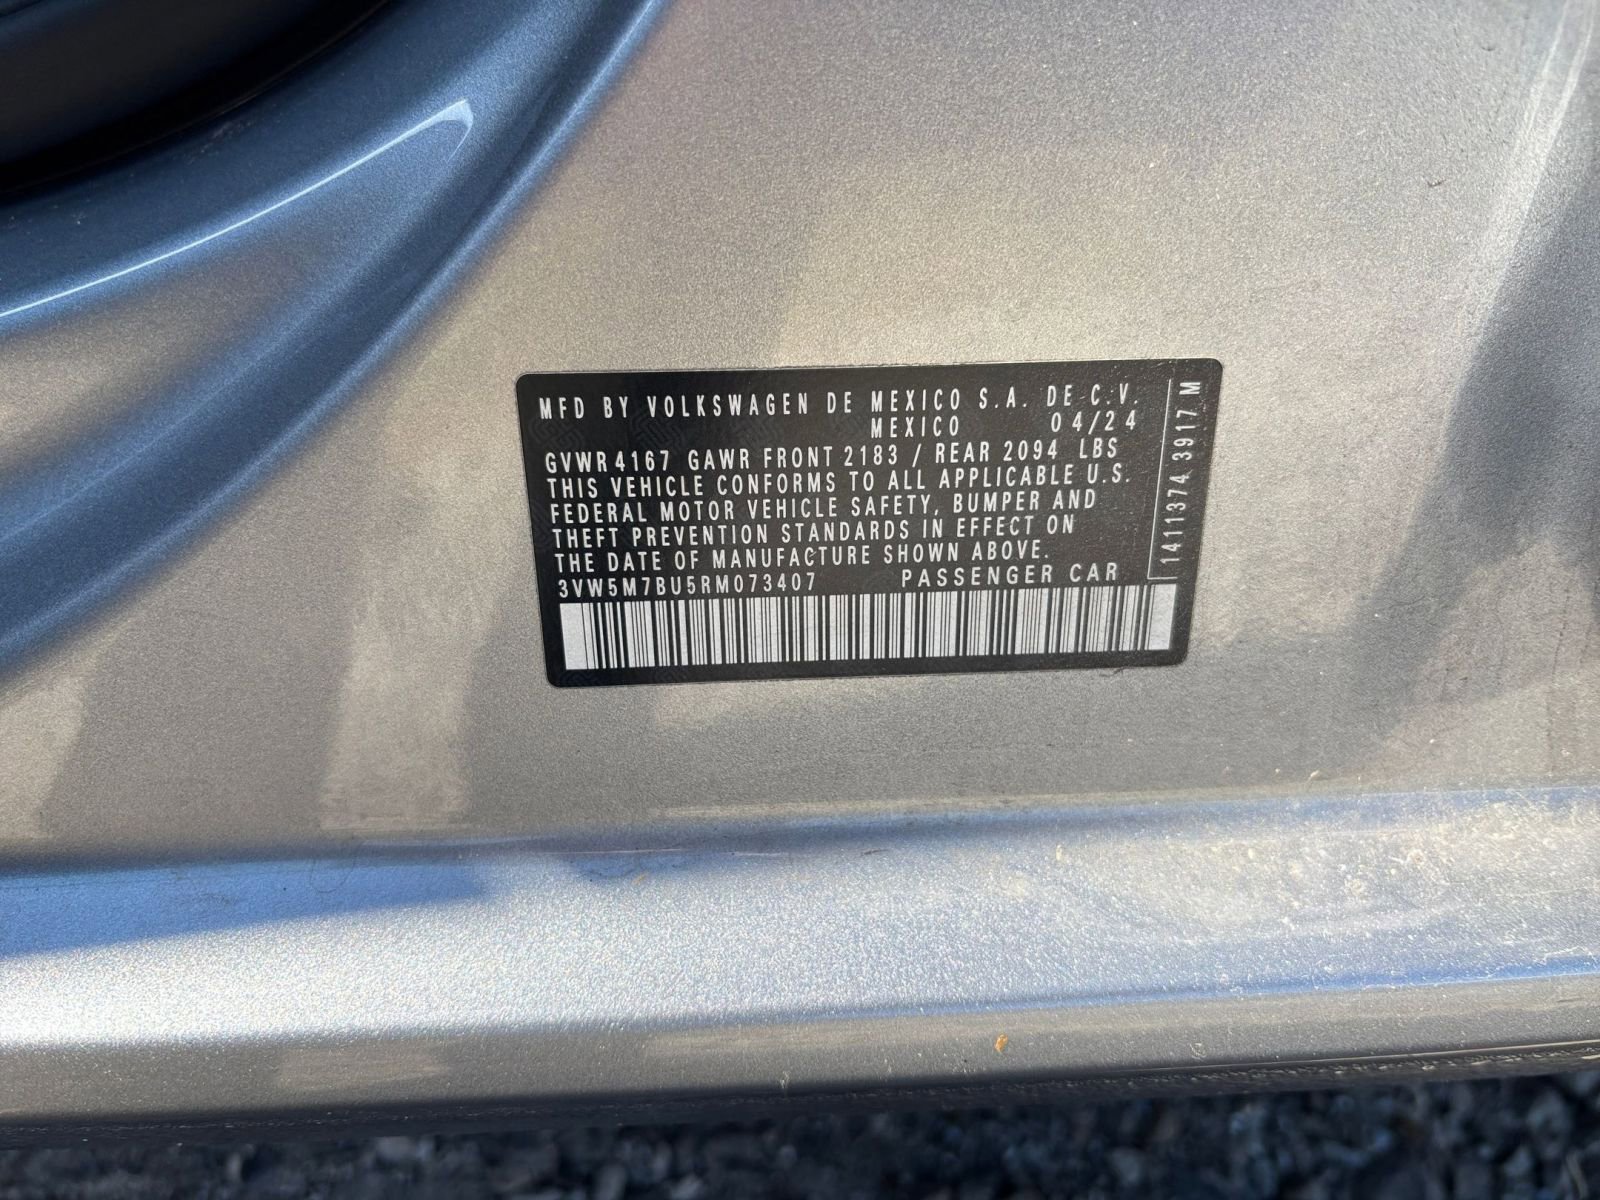 MFD BY VOLKSWAGEN DE MEXICO S.A. DE C.V.
MEXICO 04/24
GVWR 4167 GAWR FRONT 2183 / REAR 2094 LBS
THIS VEHICLE CONFORMS TO ALL APPLICABLE U.S.
FEDERAL MOTOR VEHICLE SAFETY, BUMPER AND
THEFT PREVENTION STANDARDS IN EFFECT ON
THE DATE OF MANUFACTURE SHOWN ABOVE.
3VW5M7BU5RM073407 PASSENGER CAR
1411374 3917 M